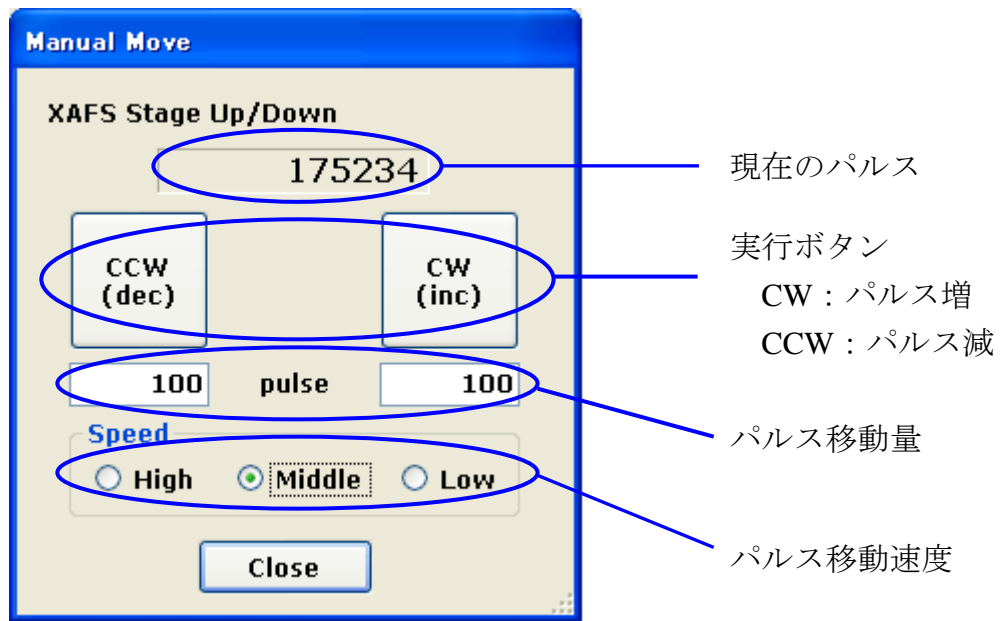 Manual Move
XAFS Stage Up/Down
175234
現在のパルス
CCW
(dec)
CW
(inc)
実行ボタン
CW：パルス増
CCW：パルス減
100 pulse 100
パルス移動量
Speed
High Middle Low
パルス移動速度
Close